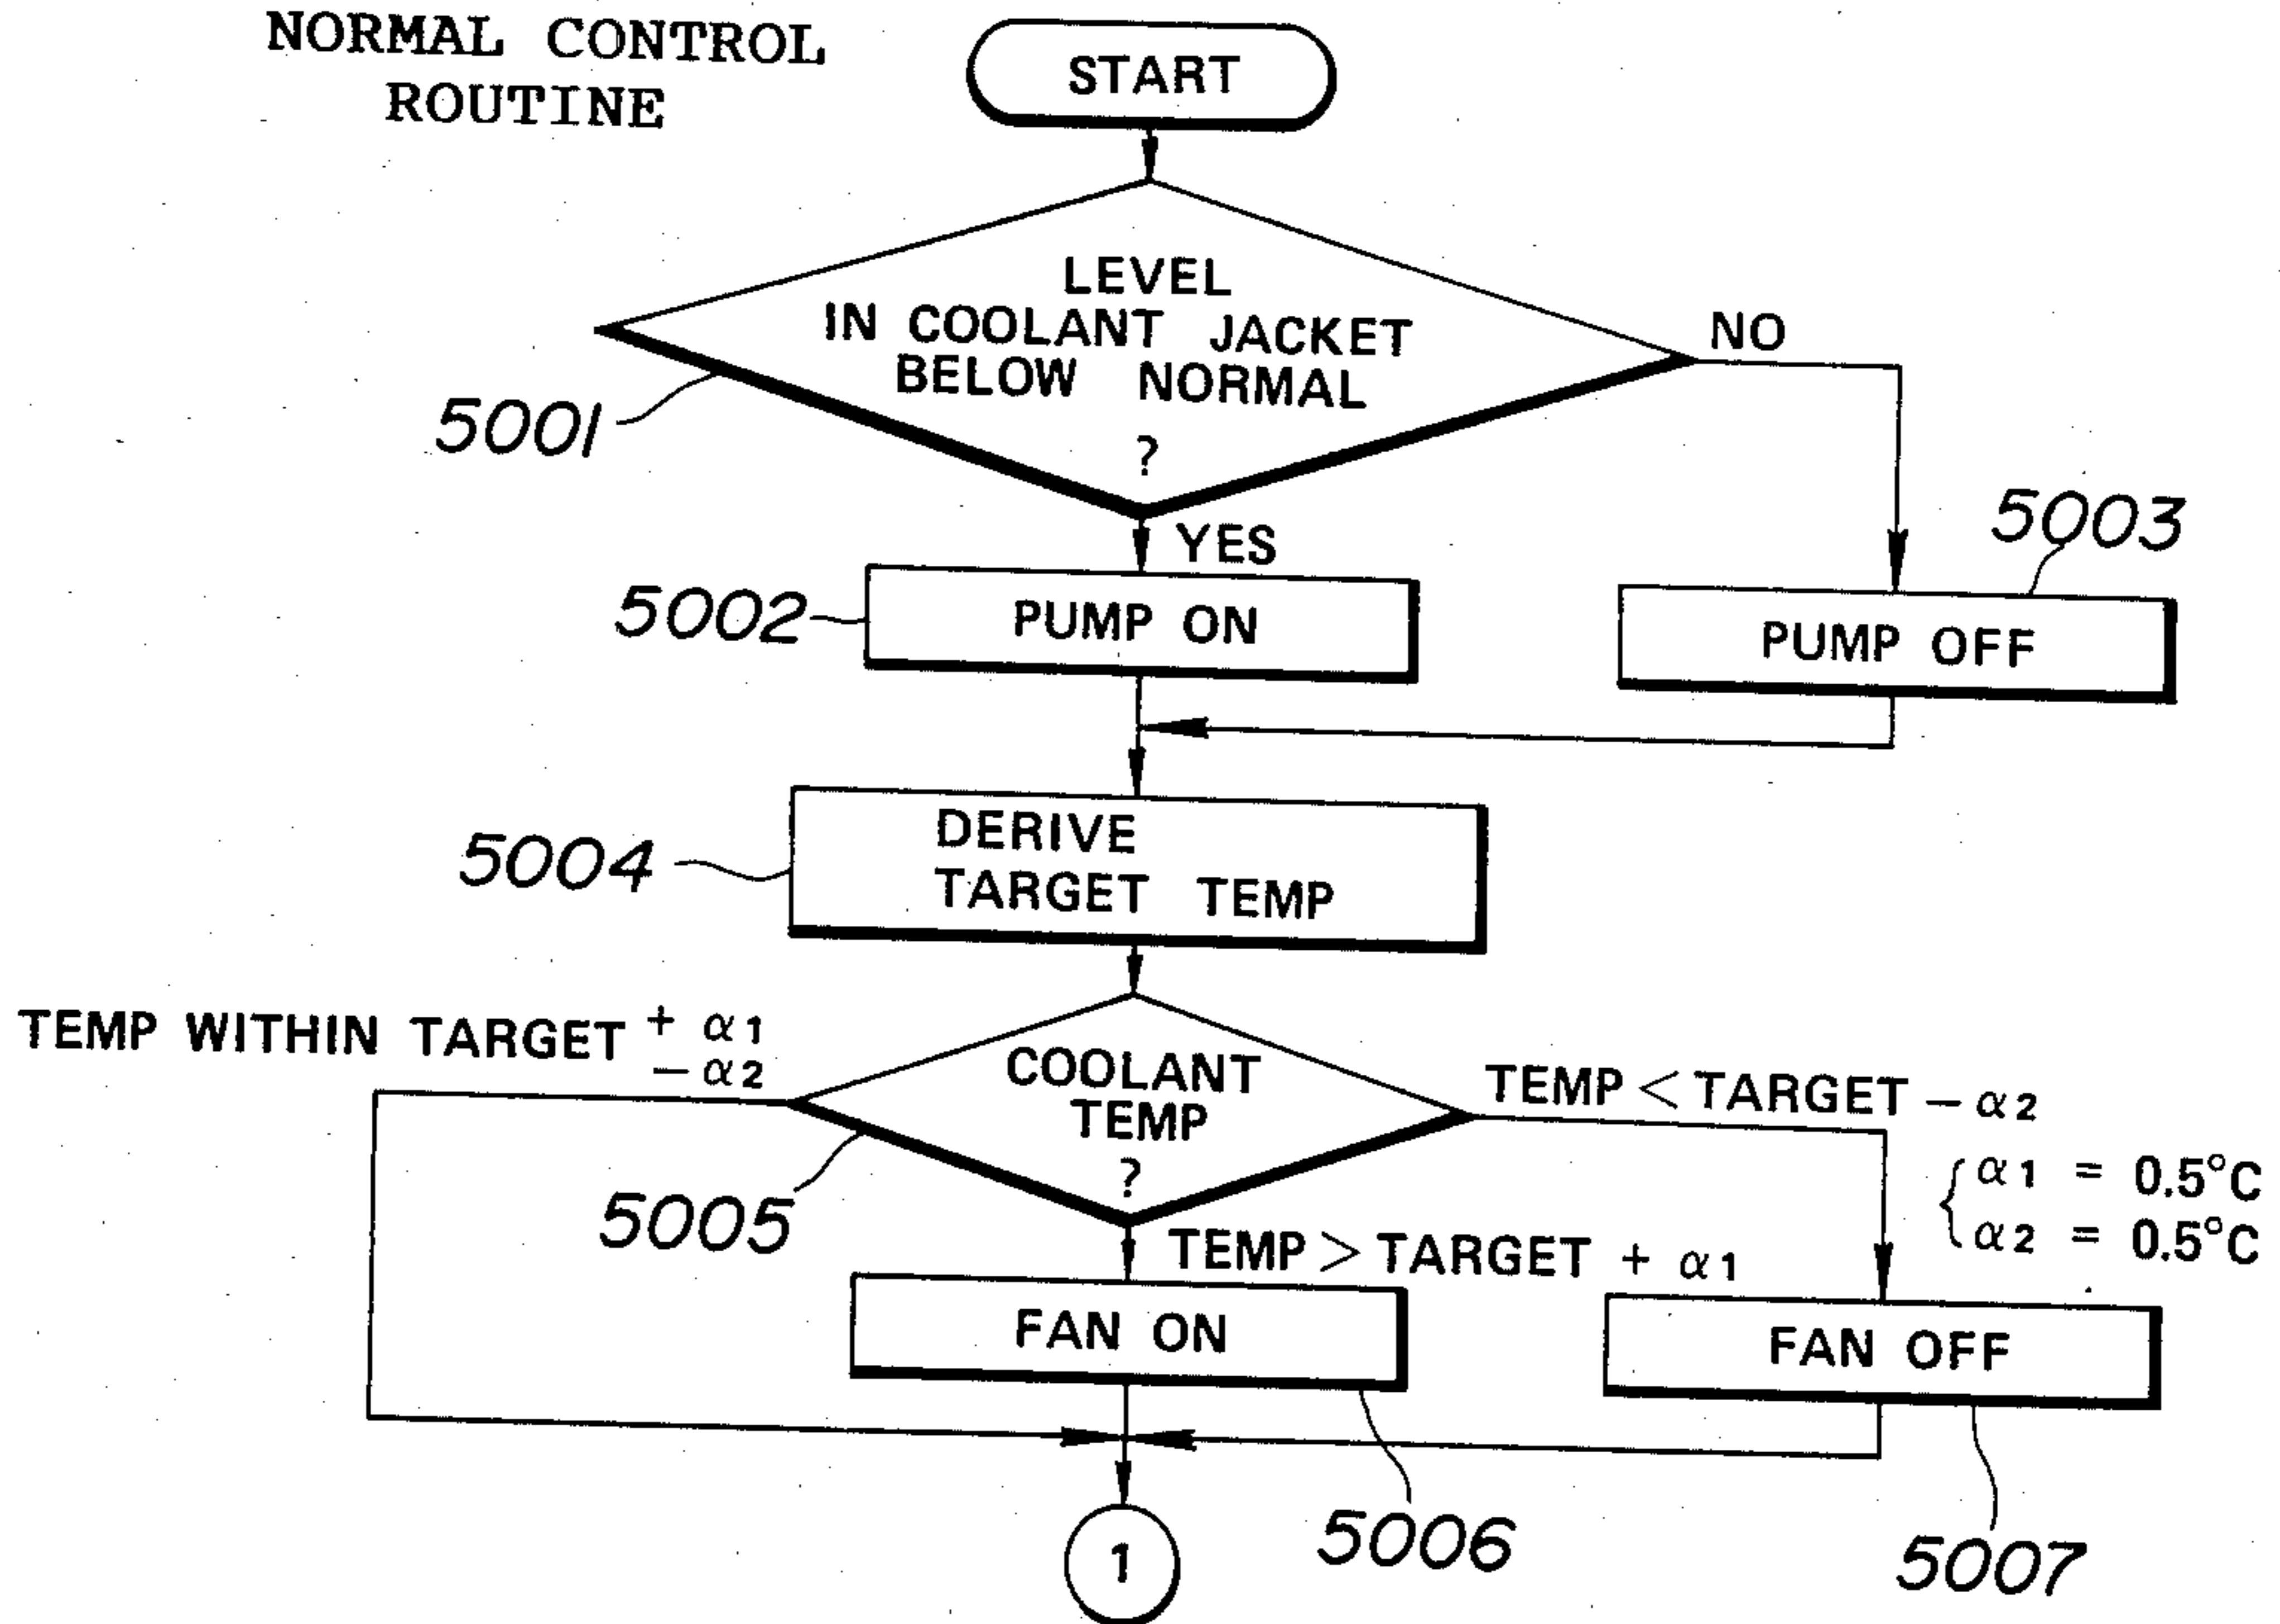 NORMAL CONTROL
ROUTINE
START
LEVEL
IN COOLANT JACKET
BELOW NORMAL
?
NO
5001
YES
5003
5002
PUMP ON
PUMP OFF
DERIVE
TARGET TEMP
5004
TEMP WITHIN TARGET + α1
− α2
COOLANT
TEMP
?
TEMP < TARGET − α2
α1 = 0.5°C
α2 = 0.5°C
5005
TEMP > TARGET + α1
FAN ON
FAN OFF
5006
5007
1